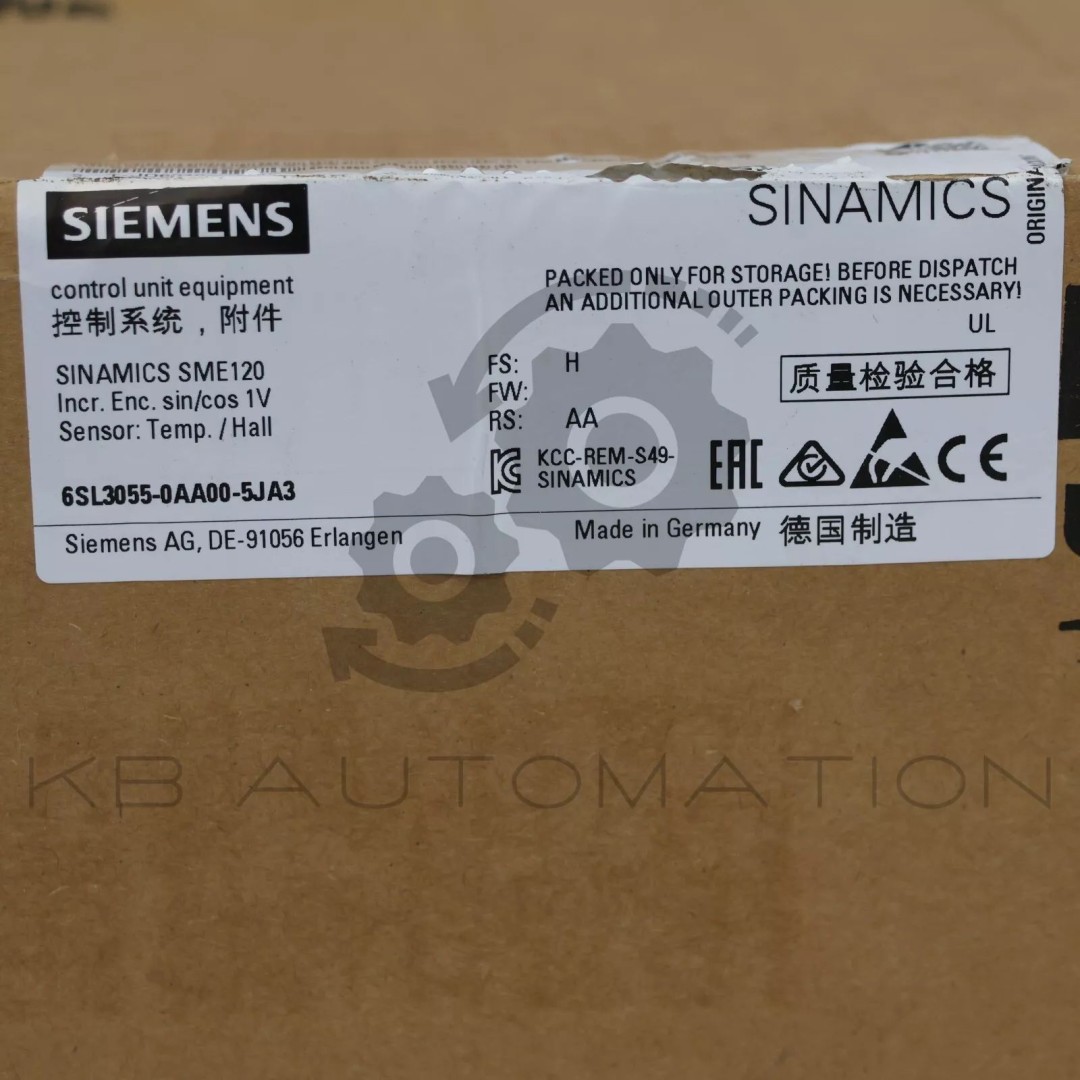 SIEMENS
SINAMICS
control unit equipment
控制系统，附件
PACKED ONLY FOR STORAGE! BEFORE DISPATCH
AN ADDITIONAL OUTER PACKING IS NECESSARY!
UL
SINAMICS SME120
Incr. Enc. sin/cos 1V
Sensor: Temp. / Hall
FS: H
FW:
RS: AA
质量检验合格
KCC-REM-S49-
SINAMICS
EAC
CE
6SL3055-0AA00-5JA3
Siemens AG, DE-91056 Erlangen
Made in Germany 德国制造
KB AUTOMATION